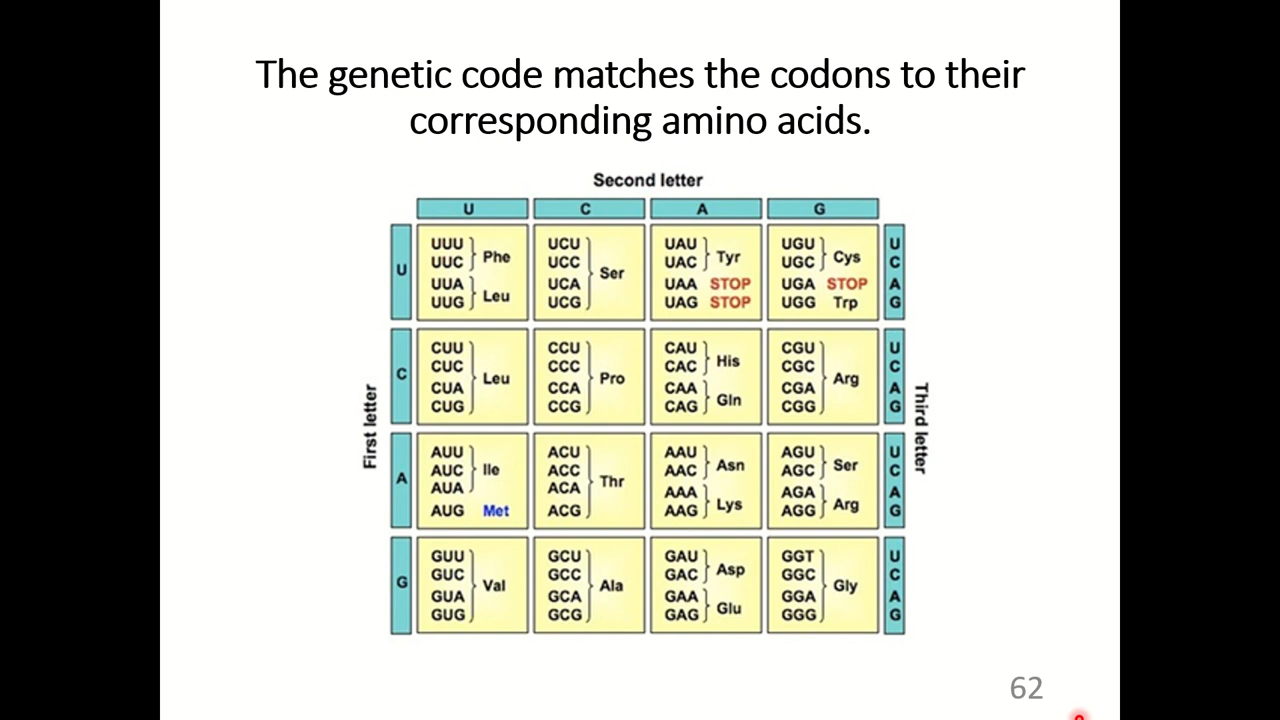 The genetic code matches the codons to their
corresponding amino acids.
Second letter
U C A G
First letter
Third letter
U
UUU
UUC
Phe
UUA
UUG
Leu
UCU
UCC
UCA
UCG
Ser
UAU
UAC
Tyr
UAA STOP
UAG STOP
UGU
UGC
Cys
UGA STOP
UGG Trp
U
C
A
G
C
CUU
CUC
CUA
CUG
Leu
CCU
CCC
CCA
CCG
Pro
CAU
CAC
His
CAA
CAG
Gln
CGU
CGC
CGA
CGG
Arg
U
C
A
G
A
AUU
AUC
AUA
Ile
AUG Met
ACU
ACC
ACA
ACG
Thr
AAU
AAC
Asn
AAA
AAG
Lys
AGU
AGC
Ser
AGA
AGG
Arg
U
C
A
G
G
GUU
GUC
GUA
GUG
Val
GCU
GCC
GCA
GCG
Ala
GAU
GAC
Asp
GAA
GAG
Glu
GGT
GGC
GGA
GGG
Gly
U
C
A
G
62